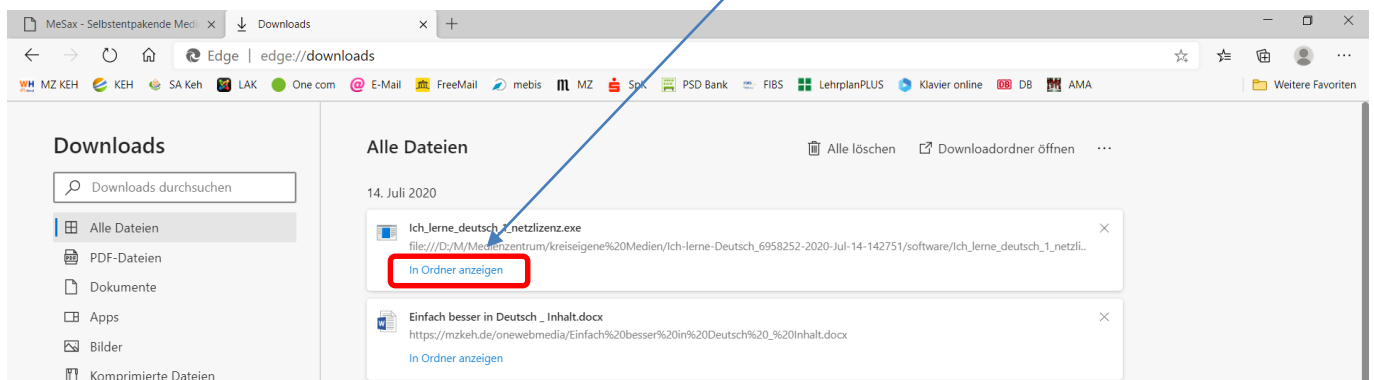 MeSax - Selbstentpakende Medi
Downloads
Edge | edge://downloads
WH MZ KEH KEH SA Keh LAK One com E-Mail FreeMail mebis MZ SpK PSD Bank FIBS LehrplanPLUS Klavier online DB DB AMA Weitere Favoriten
Downloads
Downloads durchsuchen
Alle Dateien
PDF-Dateien
Dokumente
Apps
Bilder
Komprimierte Dateien
Alle Dateien
Alle löschen
Downloadordner öffnen
14. Juli 2020
Ich_lerne_deutsch_1_netzlizenz.exe
file:///D:/M/Medienzentrum/kreiseigene%20Medien/Ich-lerne-Deutsch_6958252-2020-Jul-14-142751/software/Ich_lerne_deutsch_1_netzli..
In Ordner anzeigen
Einfach besser in Deutsch _ Inhalt.docx
https://mzkeh.de/onewebmedia/Einfach%20besser%20in%20Deutsch%20_%20Inhalt.docx
In Ordner anzeigen